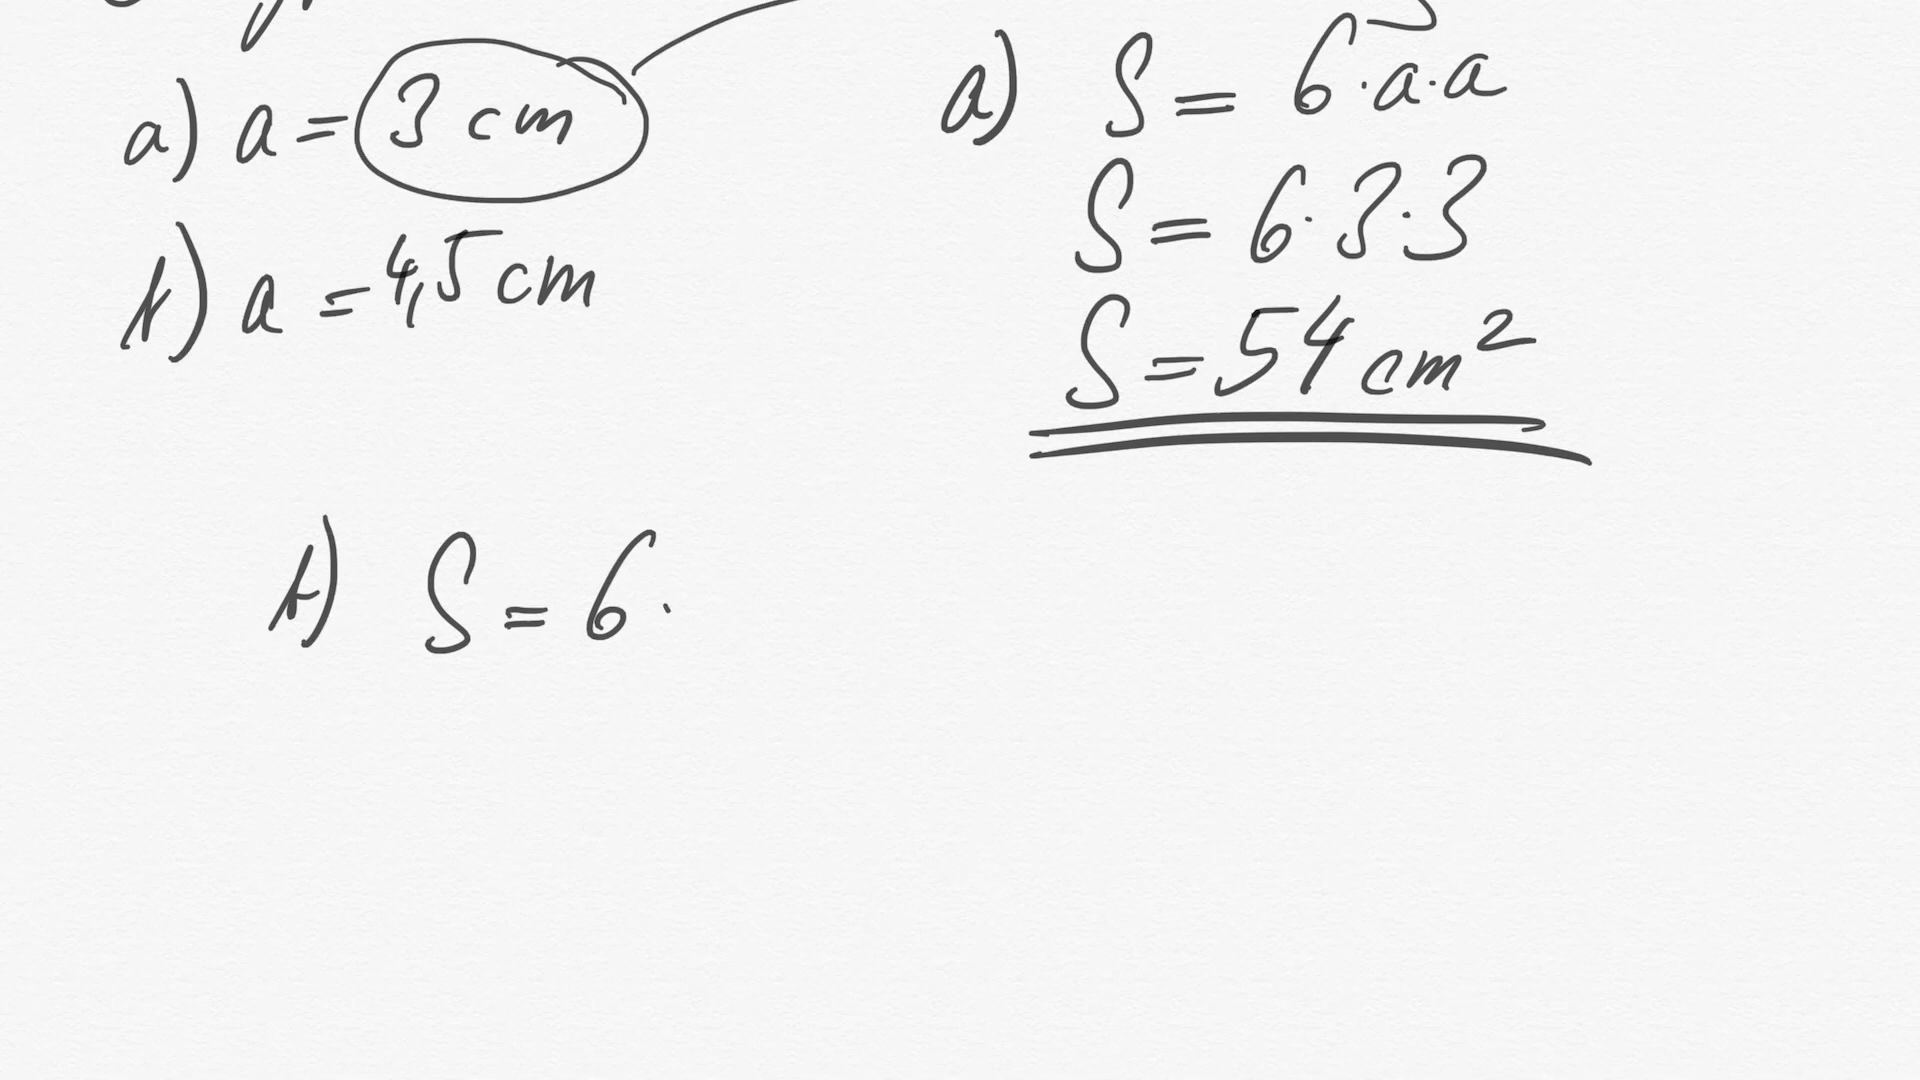 a) a = 3 cm
b) a = 4,5 cm
a) S = 6·a·a
S = 6·3·3
S = 54 cm²
b) S = 6·